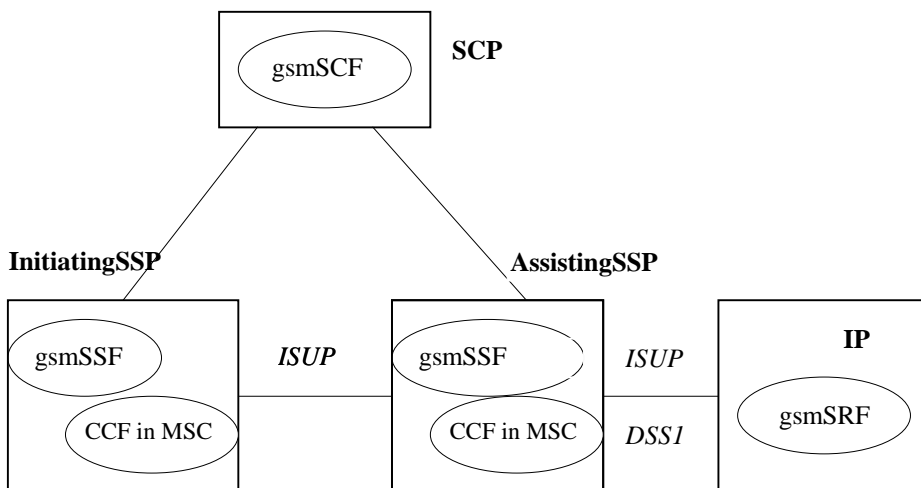 SCP
gsmSCF
InitiatingSSP
AssistingSSP
gsmSSF
CCF in MSC
ISUP
gsmSSF
CCF in MSC
ISUP
DSS1
IP
gsmSRF